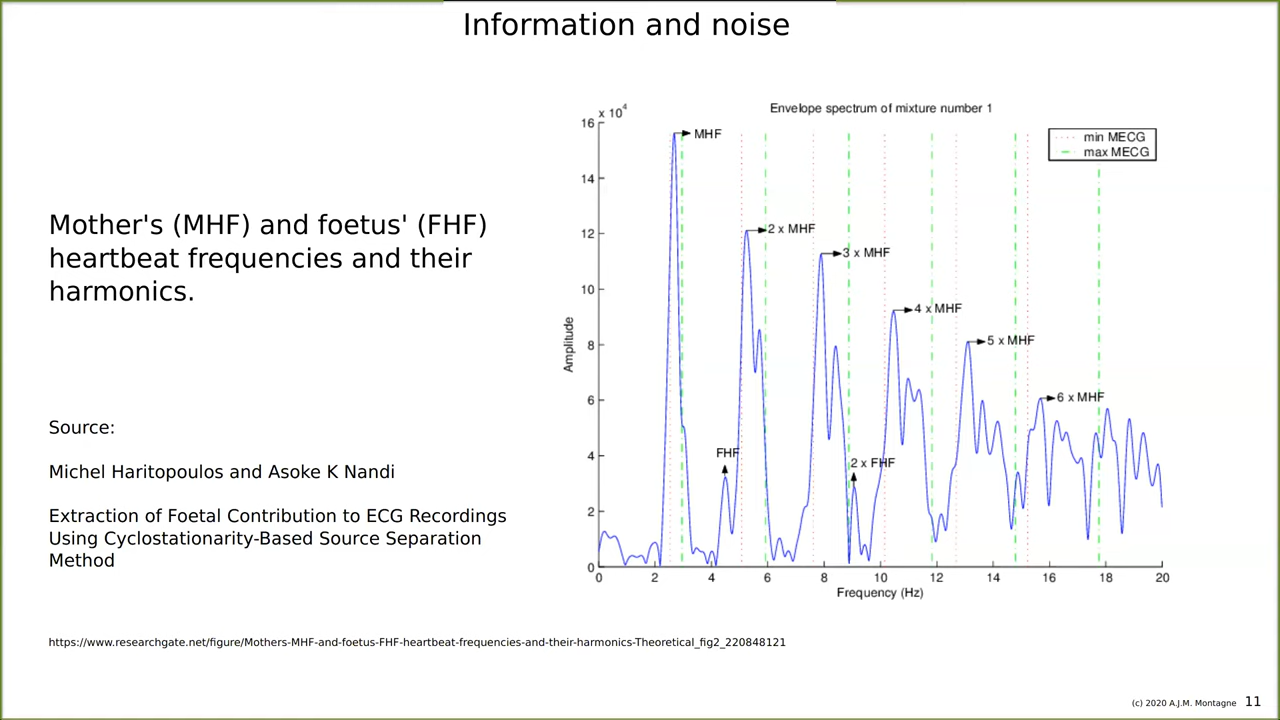 Information and noise
Mother's (MHF) and foetus' (FHF)
heartbeat frequencies and their
harmonics.
Source:
Michel Haritopoulos and Asoke K Nandi
Extraction of Foetal Contribution to ECG Recordings
Using Cyclostationarity-Based Source Separation
Method
https://www.researchgate.net/figure/Mothers-MHF-and-foetus-FHF-heartbeat-frequencies-and-their-harmonics-Theoretical_fig2_220848121
Envelope spectrum of mixture number 1
x 10^4
min MECG
max MECG
MHF
2 x MHF
3 x MHF
4 x MHF
5 x MHF
6 x MHF
FHF
2 x FHF
Amplitude
16
14
12
10
8
6
4
2
0
0 2 4 6 8 10 12 14 16 18 20
Frequency (Hz)
(c) 2020 A.J.M. Montagne 11